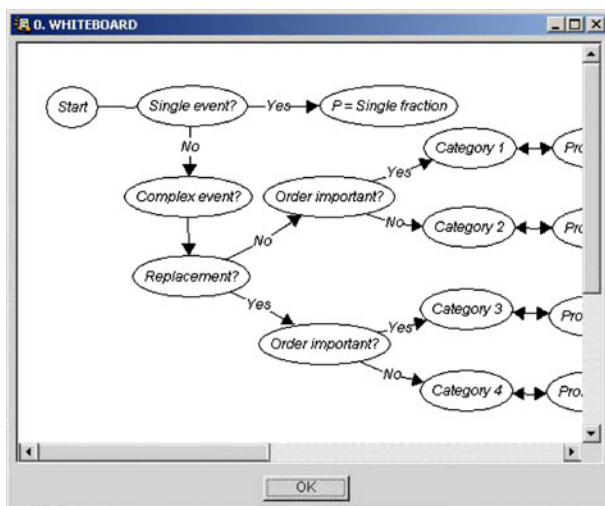 0. WHITEBOARD
Start
Single event?
Yes
P = Single fraction
No
Category 1
Yes
Complex event?
Order important?
No
Category 2
No
Replacement?
Yes
Category 3
Yes
Order important?
No
Category 4
OK